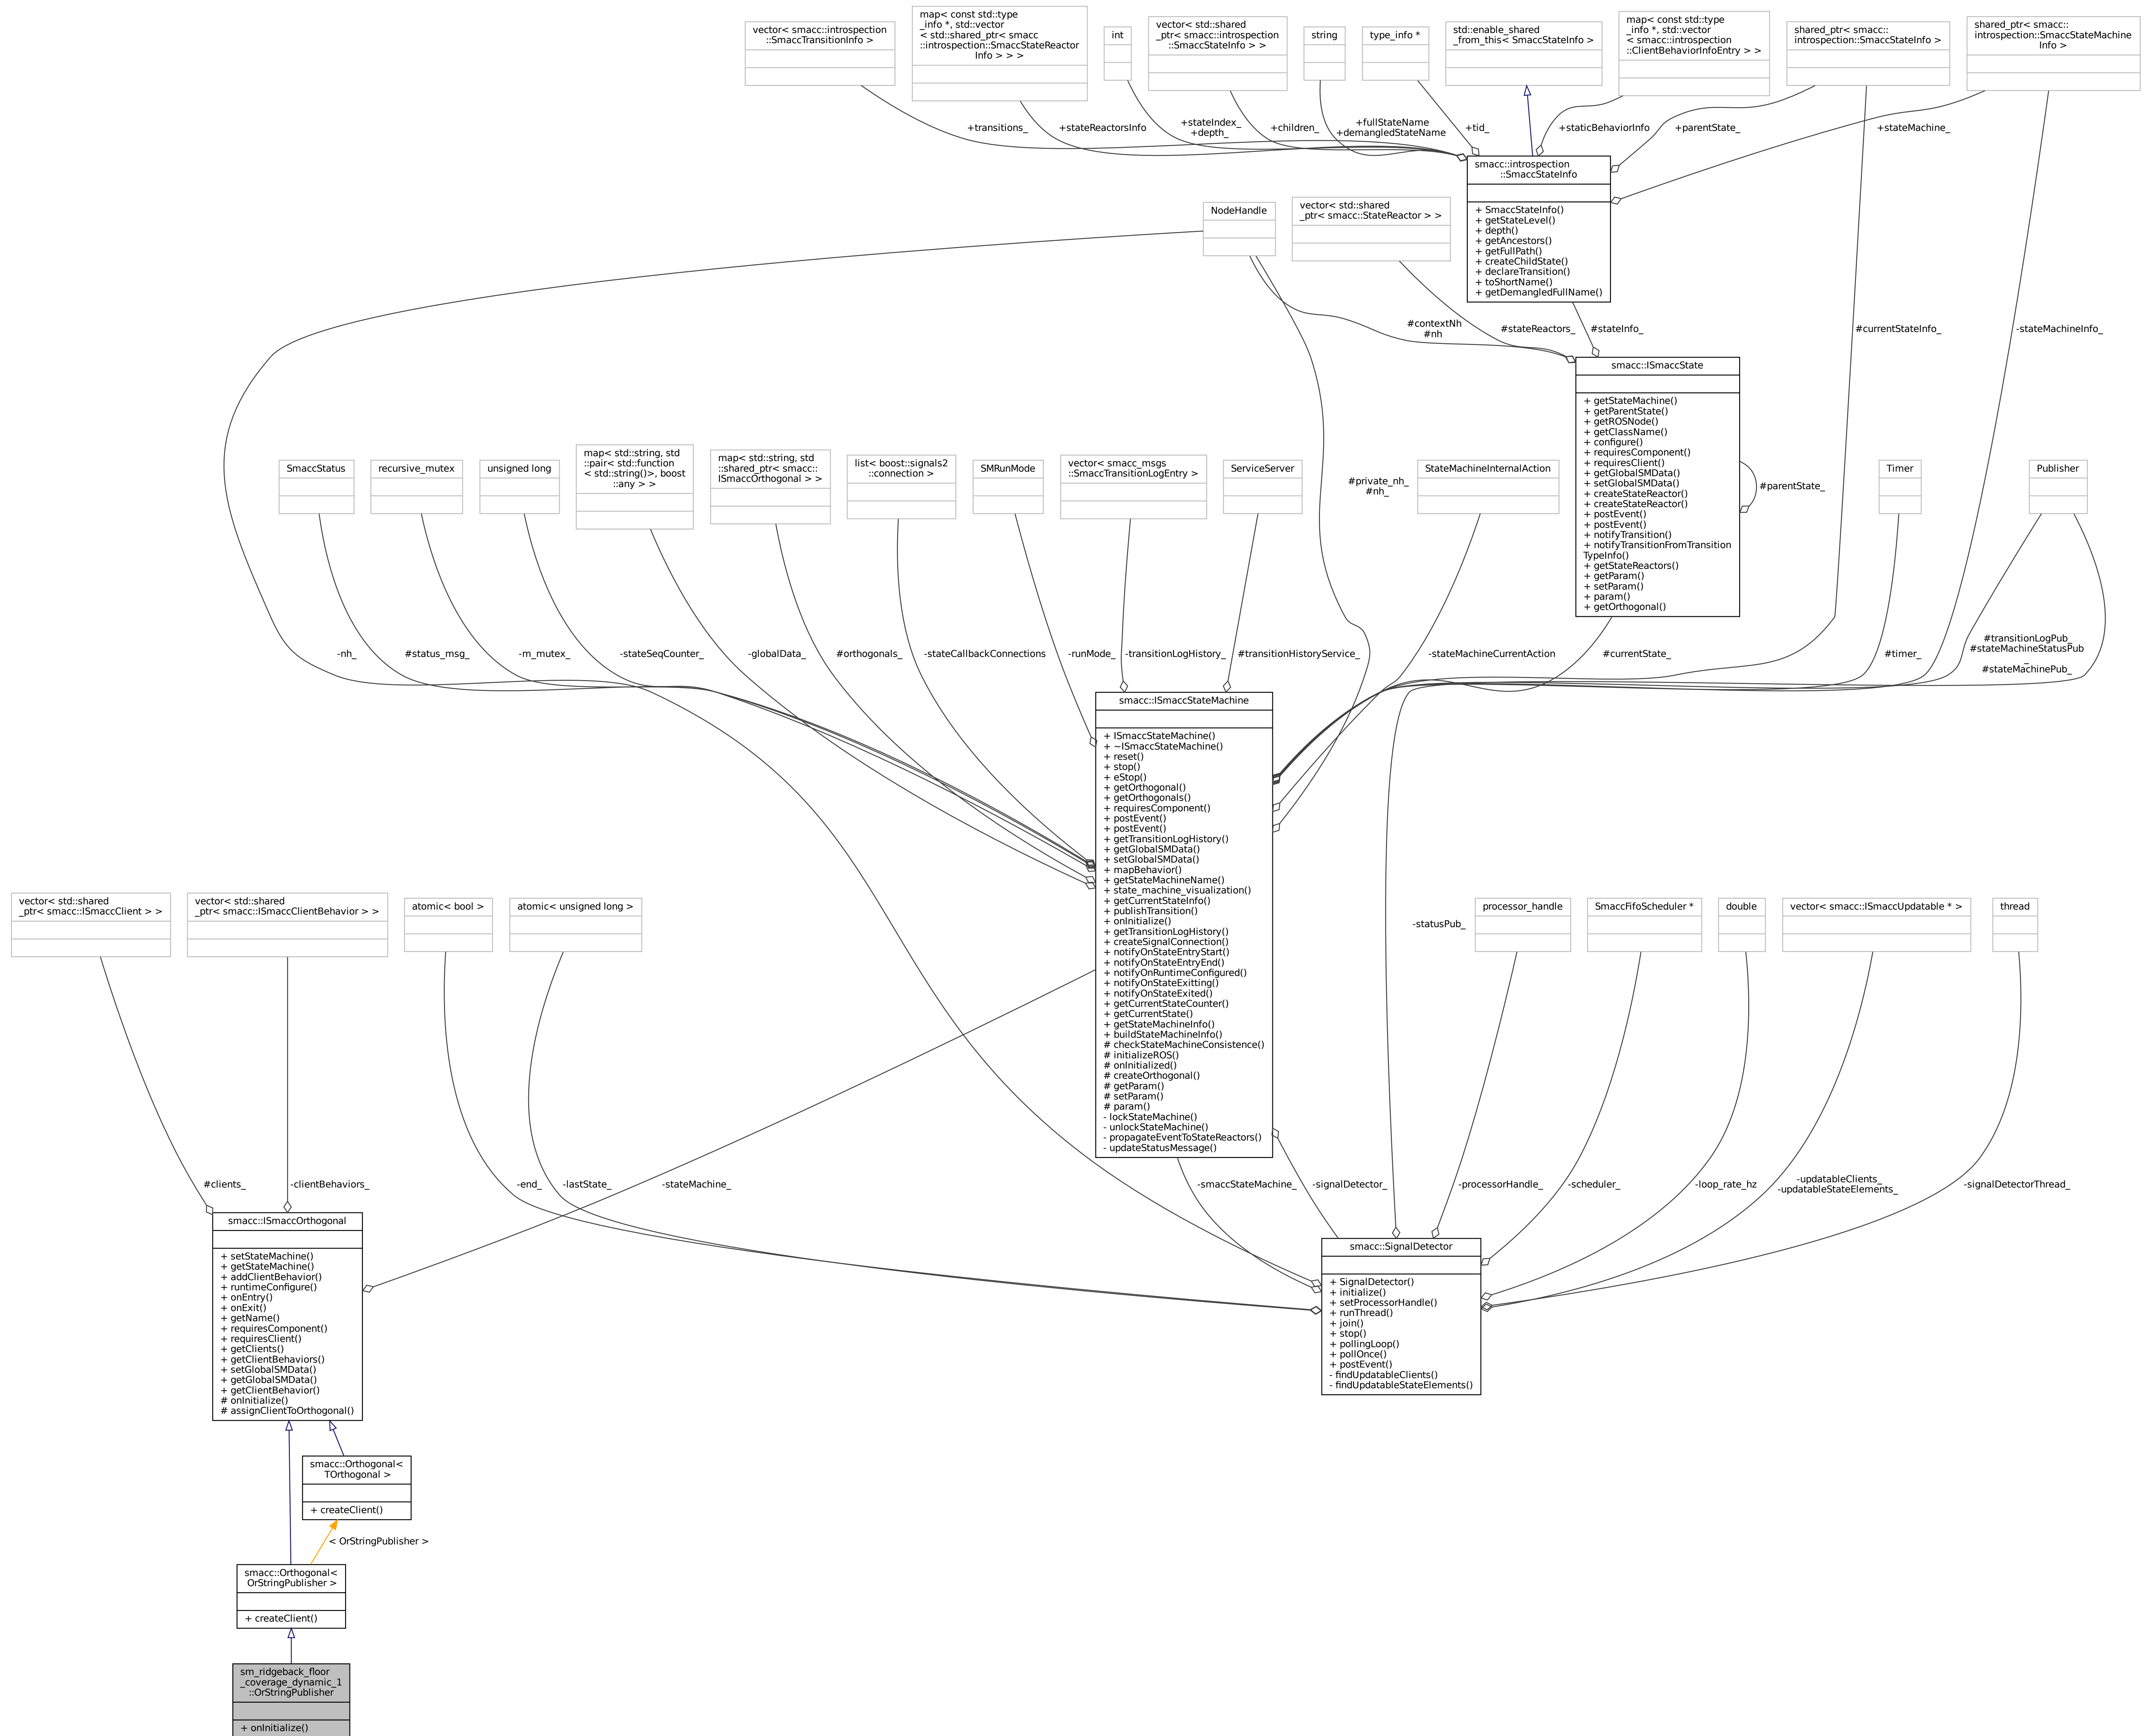 vector< smacc::introspection
::SmaccTransitionInfo >
map< const std::type
_info *, std::vector
< std::shared_ptr< smacc
::introspection::SmaccStateReactor
Info > > >
int
vector< std::shared
_ptr< smacc::introspection
::SmaccStateInfo > >
string
type_info *
std::enable_shared
_from_this< SmaccStateInfo >
map< const std::type
_info *, std::vector
< smacc::introspection
::ClientBehaviorInfoEntry > >
shared_ptr< smacc::
introspection::SmaccStateInfo >
shared_ptr< smacc::
introspection::SmaccStateMachine
Info >
+transitions_
+stateReactorsInfo
+stateIndex_
+depth_
+children_
+fullStateName
+demangledStateName
+tid_
+staticBehaviorInfo
+parentState_
+stateMachine_
smacc::introspection
::SmaccStateInfo
+ SmaccStateInfo()
+ getStateLevel()
+ depth()
+ getAncestors()
+ getFullPath()
+ createChildState()
+ declareTransition()
+ toShortName()
+ getDemangledFullName()
NodeHandle
vector< std::shared
_ptr< smacc::StateReactor > >
#contextNh
#nh
#stateReactors_
#stateInfo_
#currentStateInfo_
-stateMachineInfo_
smacc::ISmaccState
+ getStateMachine()
+ getParentState()
+ getROSNode()
+ getClassName()
+ configure()
+ requiresComponent()
+ requiresClient()
+ getGlobalSMData()
+ setGlobalSMData()
+ createStateReactor()
+ createStateReactor()
+ postEvent()
+ postEvent()
+ notifyTransition()
+ notifyTransitionFromTransition
TypeInfo()
+ getStateReactors()
+ getParam()
+ setParam()
+ param()
+ getOrthogonal()
#parentState_
SmaccStatus
recursive_mutex
unsigned long
map< std::string, std
::pair< std::function
< std::string()>, boost
::any > >
map< std::string, std
::shared_ptr< smacc::
ISmaccOrthogonal > >
list< boost::signals2
::connection >
SMRunMode
vector< smacc_msgs
::SmaccTransitionLogEntry >
ServiceServer
#private_nh_
#nh_
StateMachineInternalAction
Timer
Publisher
-nh_
#status_msg_
-m_mutex_
-stateSeqCounter_
-globalData_
#orthogonals_
-stateCallbackConnections
-runMode_
-transitionLogHistory_
#transitionHistoryService_
-stateMachineCurrentAction
#currentState_
#timer_
#transitionLogPub_
#stateMachineStatusPub
_
#stateMachinePub_
smacc::ISmaccStateMachine
+ ISmaccStateMachine()
+ ~ISmaccStateMachine()
+ reset()
+ stop()
+ eStop()
+ getOrthogonal()
+ getOrthogonals()
+ requiresComponent()
+ postEvent()
+ postEvent()
+ getTransitionLogHistory()
+ getGlobalSMData()
+ setGlobalSMData()
+ mapBehavior()
+ getStateMachineName()
+ state_machine_visualization()
+ getCurrentStateInfo()
+ publishTransition()
+ onInitialize()
+ getTransitionLogHistory()
+ createSignalConnection()
+ notifyOnStateEntryStart()
+ notifyOnStateEntryEnd()
+ notifyOnRuntimeConfigured()
+ notifyOnStateExitting()
+ notifyOnStateExited()
+ getCurrentStateCounter()
+ getCurrentState()
+ getStateMachineInfo()
+ buildStateMachineInfo()
# checkStateMachineConsistence()
# initializeROS()
# onInitialized()
# createOrthogonal()
# getParam()
# setParam()
# param()
- lockStateMachine()
- unlockStateMachine()
- propagateEventToStateReactors()
- updateStatusMessage()
vector< std::shared
_ptr< smacc::ISmaccClient > >
vector< std::shared
_ptr< smacc::ISmaccClientBehavior > >
atomic< bool >
atomic< unsigned long >
-statusPub_
processor_handle
SmaccFifoScheduler *
double
vector< smacc::ISmaccUpdatable * >
thread
#clients_
-clientBehaviors_
-end_
-lastState_
-stateMachine_
-smaccStateMachine_
-signalDetector_
-processorHandle_
-scheduler_
-loop_rate_hz
-updatableClients_
-updatableStateElements_
-signalDetectorThread_
smacc::ISmaccOrthogonal
+ setStateMachine()
+ getStateMachine()
+ addClientBehavior()
+ runtimeConfigure()
+ onEntry()
+ onExit()
+ getName()
+ requiresComponent()
+ requiresClient()
+ getClients()
+ getClientBehaviors()
+ setGlobalSMData()
+ getGlobalSMData()
+ getClientBehavior()
# onInitialize()
# assignClientToOrthogonal()
smacc::SignalDetector
+ SignalDetector()
+ initialize()
+ setProcessorHandle()
+ runThread()
+ join()
+ stop()
+ pollingLoop()
+ pollOnce()
+ postEvent()
- findUpdatableClients()
- findUpdatableStateElements()
smacc::Orthogonal<
TOrthogonal >
+ createClient()
< OrStringPublisher >
smacc::Orthogonal<
OrStringPublisher >
+ createClient()
sm_ridgeback_floor
_coverage_dynamic_1
::OrStringPublisher
+ onInitialize()